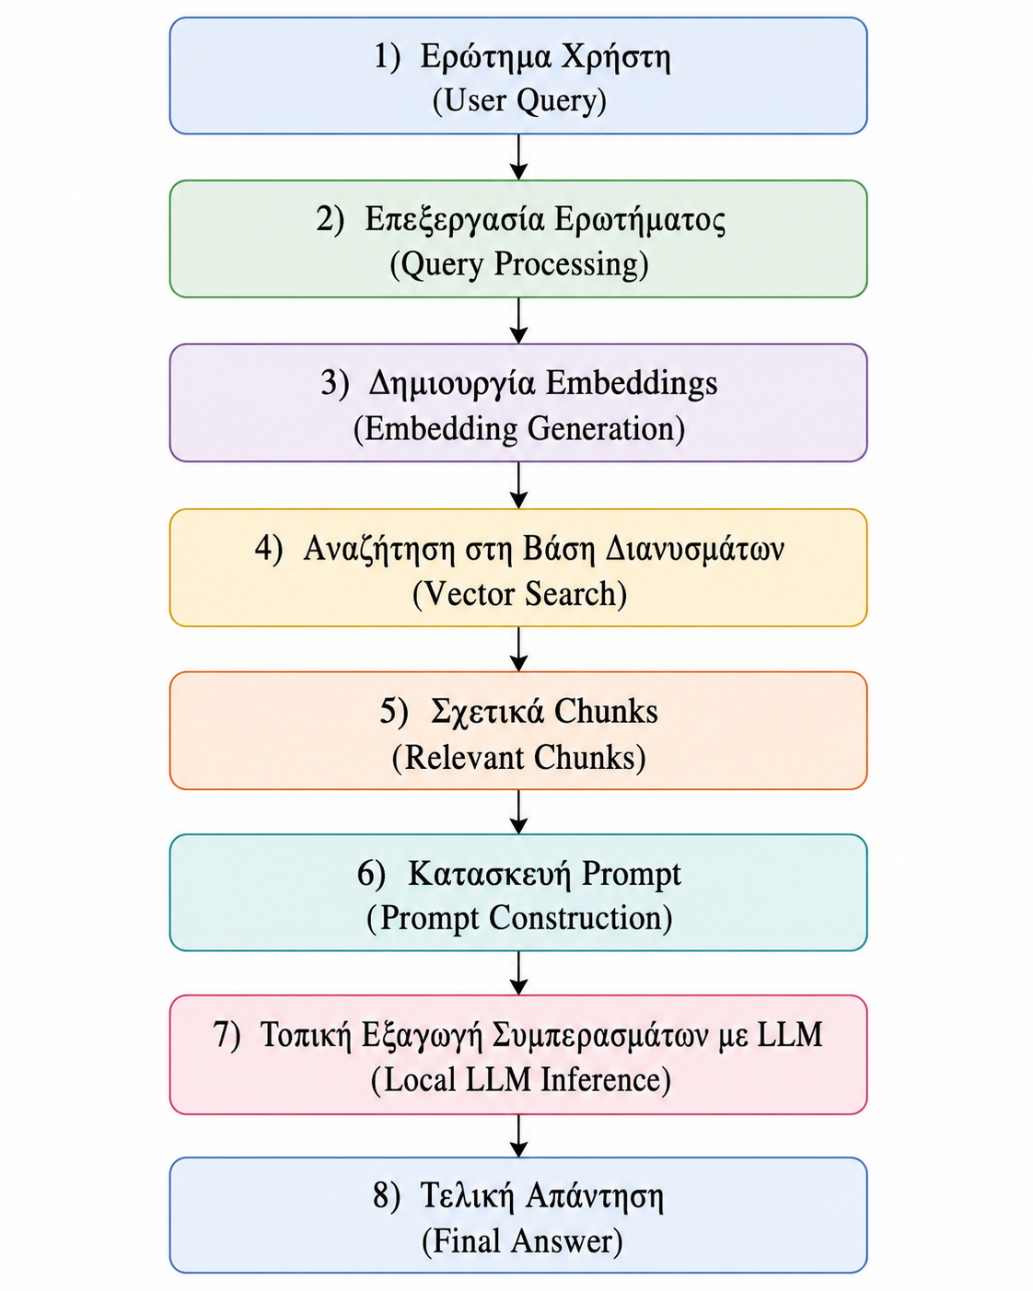 1) Ερώτημα Χρήστη
(User Query)
2) Επεξεργασία Ερωτήματος
(Query Processing)
3) Δημιουργία Embeddings
(Embedding Generation)
4) Αναζήτηση στη Βάση Διανυσμάτων
(Vector Search)
5) Σχετικά Chunks
(Relevant Chunks)
6) Κατασκευή Prompt
(Prompt Construction)
7) Τοπική Εξαγωγή Συμπερασμάτων με LLM
(Local LLM Inference)
8) Τελική Απάντηση
(Final Answer)